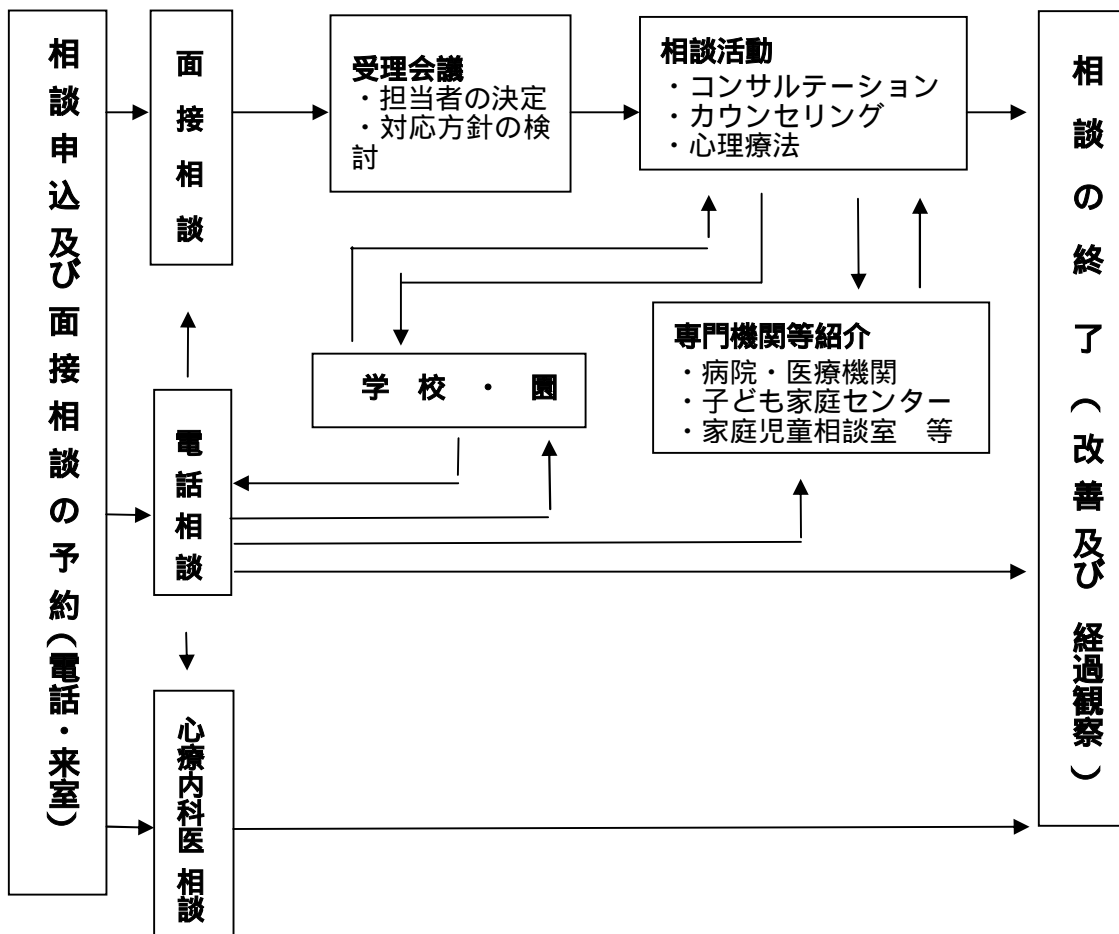 相談申込及び面接相談の予約(電話・来室)
面接相談
受理会議
・担当者の決定
・対応方針の検
討
相談活動
・コンサルテーション
・カウンセリング
・心理療法
専門機関等紹介
・病院・医療機関
・子ども家庭センター
・家庭児童相談室　等
学　校　・　園
電話相談
心療内科医相談
相談の終了(改善及び経過観察)